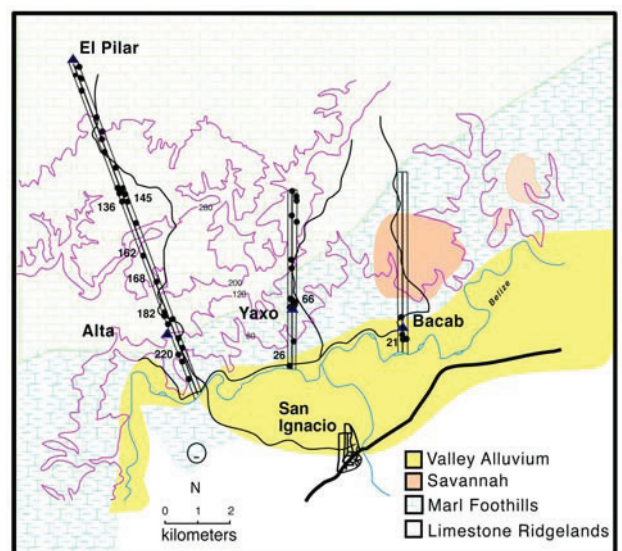 El Pilar
136
145
280
162
168
200
120
182
Alta
Yaxo
66
Bacab
Belize
220
26
21
San
Ignacio
N
0 1 2
kilometers
Valley Alluvium
Savannah
Marl Foothills
Limestone Ridgelands